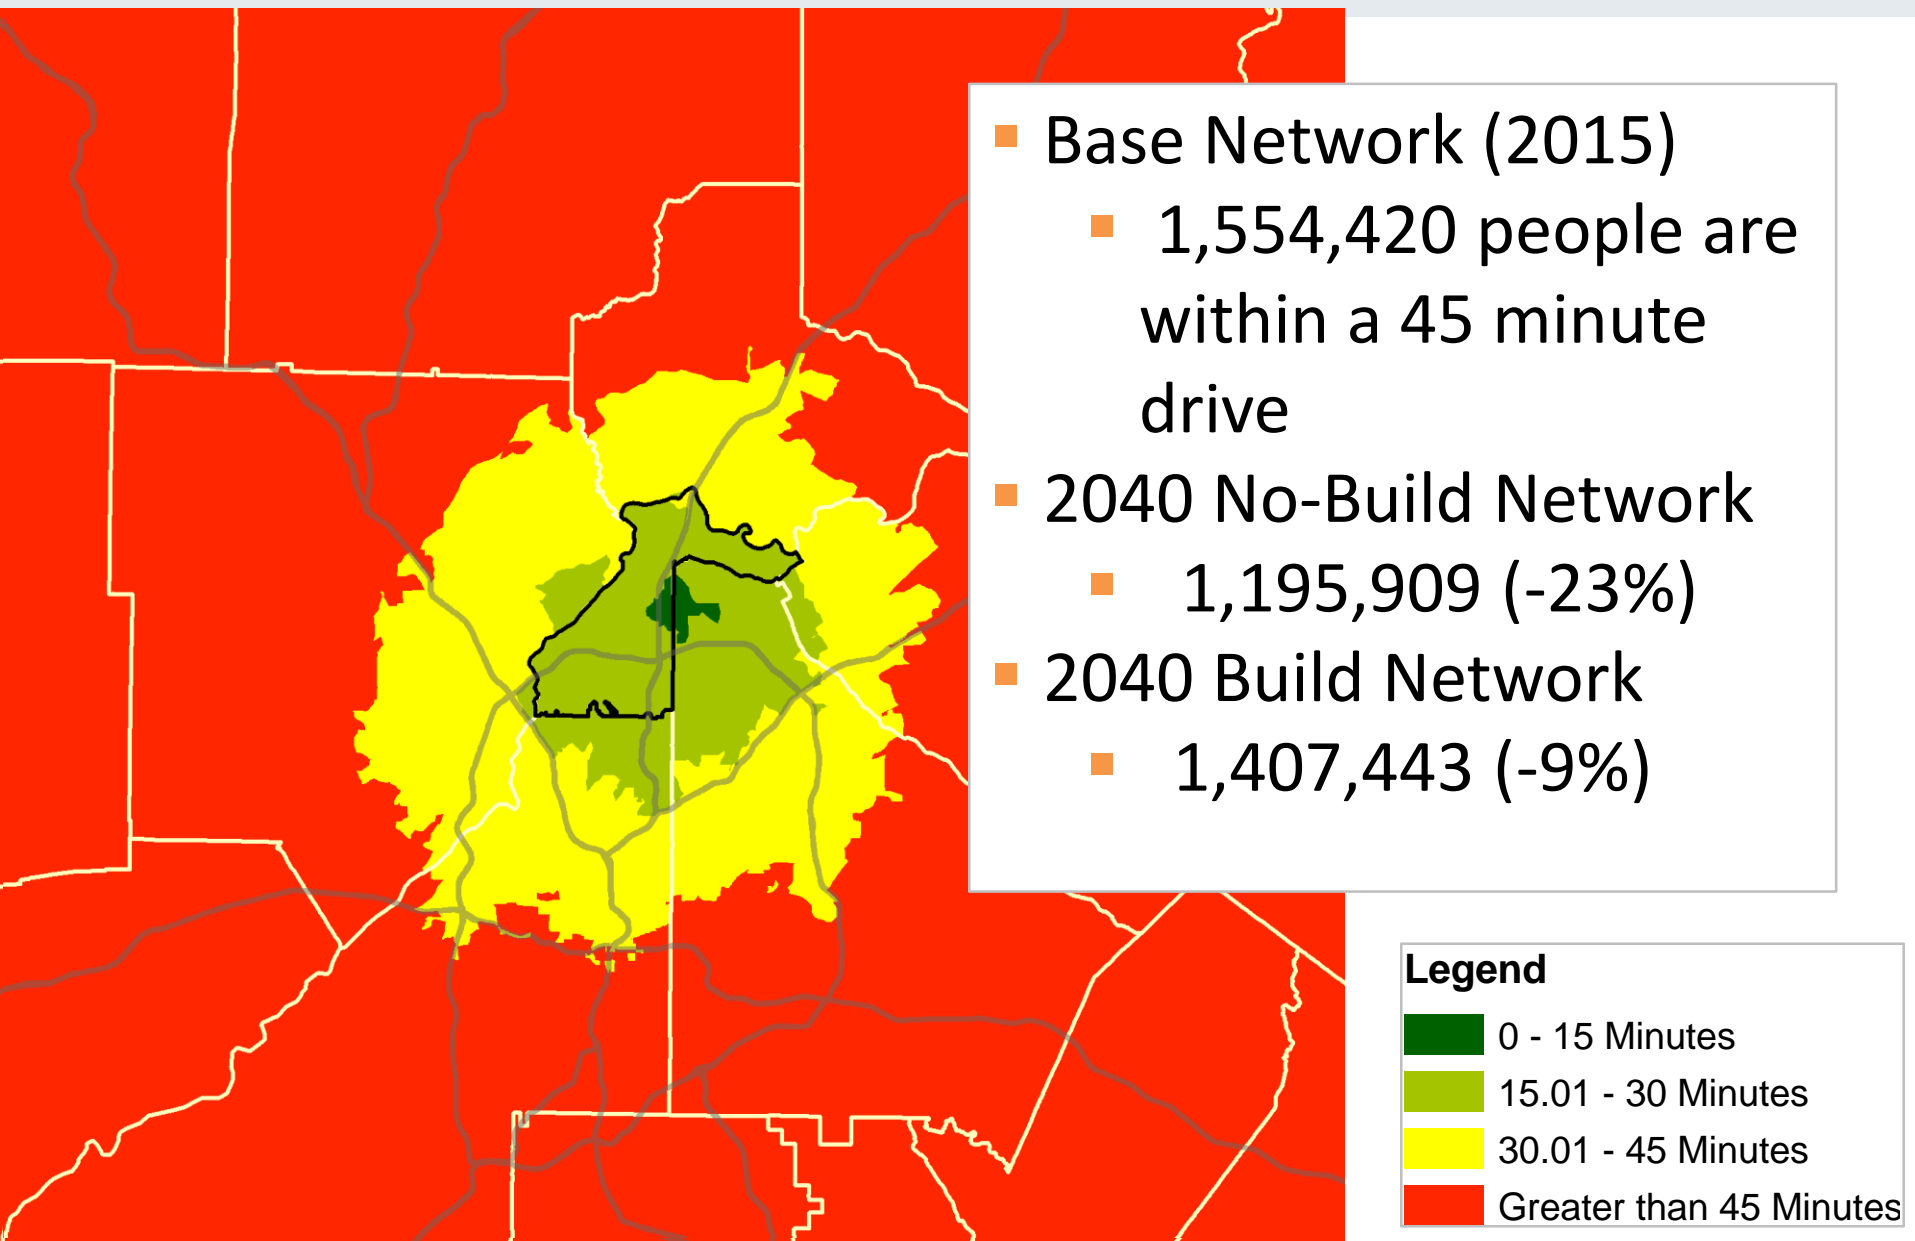 Base Network (2015)
1,554,420 people are
within a 45 minute
drive
2040 No-Build Network
1,195,909 (-23%)
2040 Build Network
1,407,443 (-9%)
Legend
0 - 15 Minutes
15.01 - 30 Minutes
30.01 - 45 Minutes
Greater than 45 Minutes